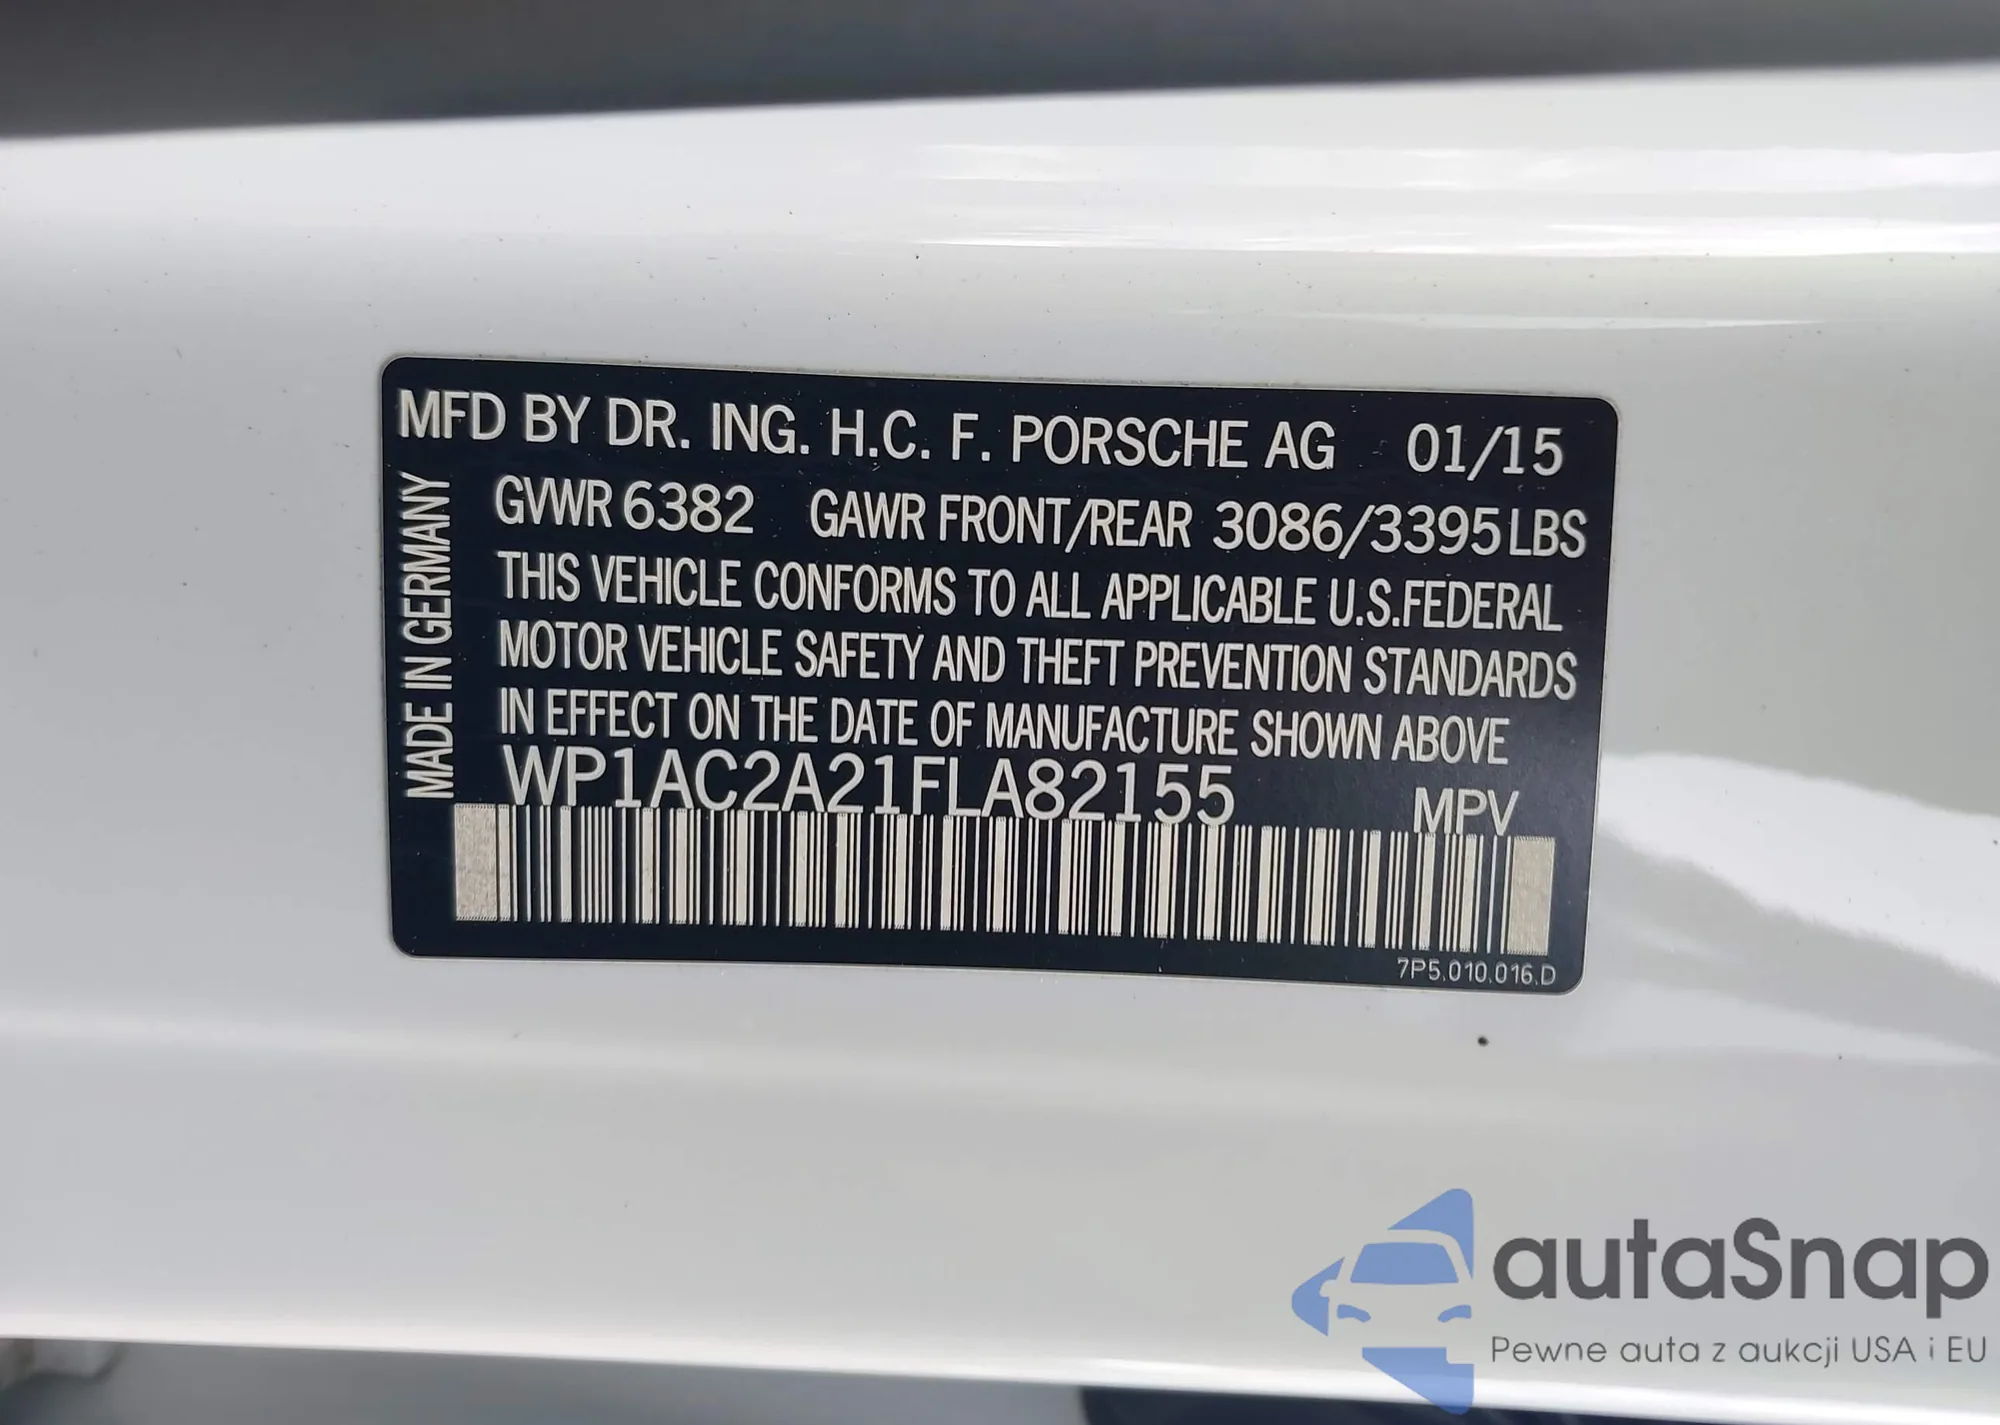 MFD BY DR. ING. H.C. F. PORSCHE AG 01/15
GVWR 6382 GAWR FRONT/REAR 3086/3395 LBS
THIS VEHICLE CONFORMS TO ALL APPLICABLE U.S.FEDERAL
MOTOR VEHICLE SAFETY AND THEFT PREVENTION STANDARDS
IN EFFECT ON THE DATE OF MANUFACTURE SHOWN ABOVE
WP1AC2A21FLA82155 MPV
MADE IN GERMANY
7P5.010.016.D
autaSnap
Pewne auta z aukcji USA i EU